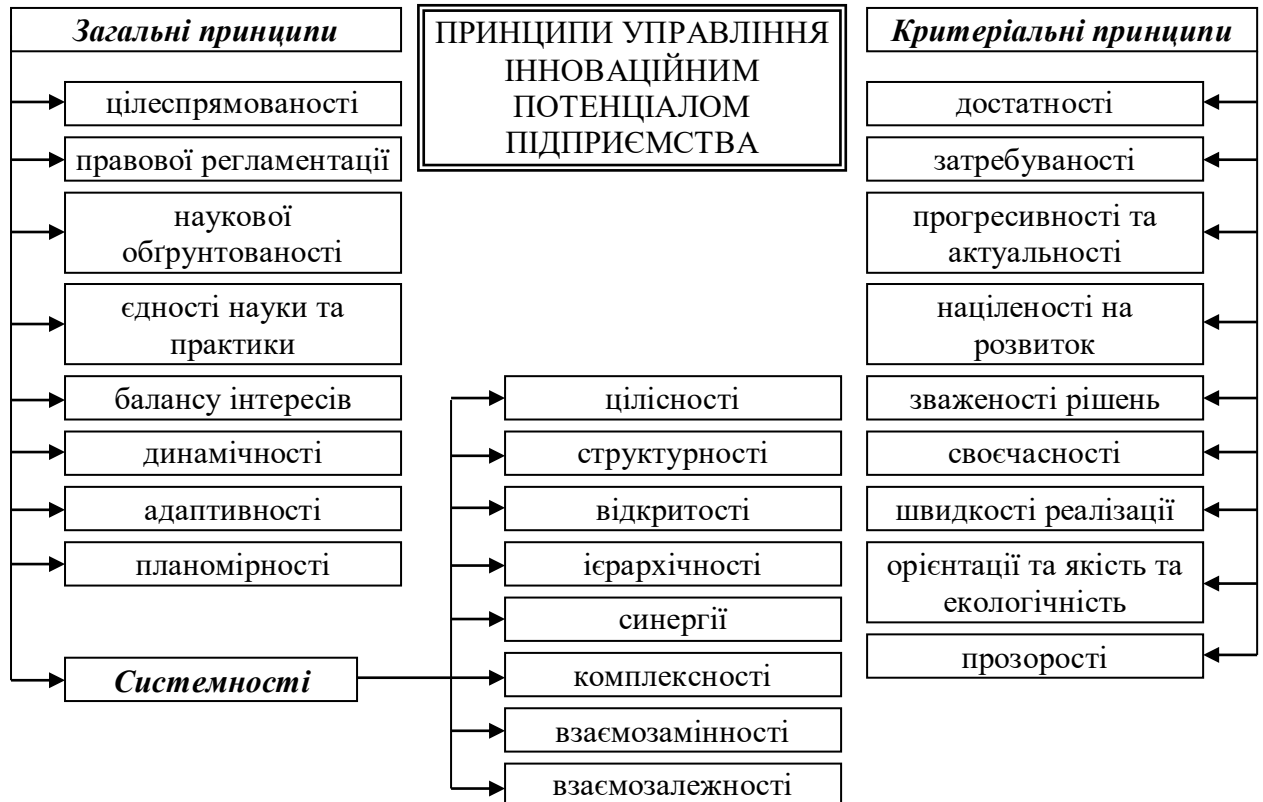 Загальні принципи
цілеспрямованості
правової регламентації
наукової
обґрунтованості
єдності науки та
практики
балансу інтересів
динамічності
адаптивності
планомірності
Системності
ПРИНЦИПИ УПРАВЛІННЯ
ІННОВАЦІЙНИМ
ПОТЕНЦІАЛОМ
ПІДПРИЄМСТВА
цілісності
структурності
відкритості
ієрархічності
синергії
комплексності
взаємозамінності
взаємозалежності
Критеріальні принципи
достатності
затребуваності
прогресивності та
актуальності
націленості на
розвиток
зваженості рішень
своєчасності
швидкості реалізації
орієнтації та якість та
екологічність
прозорості